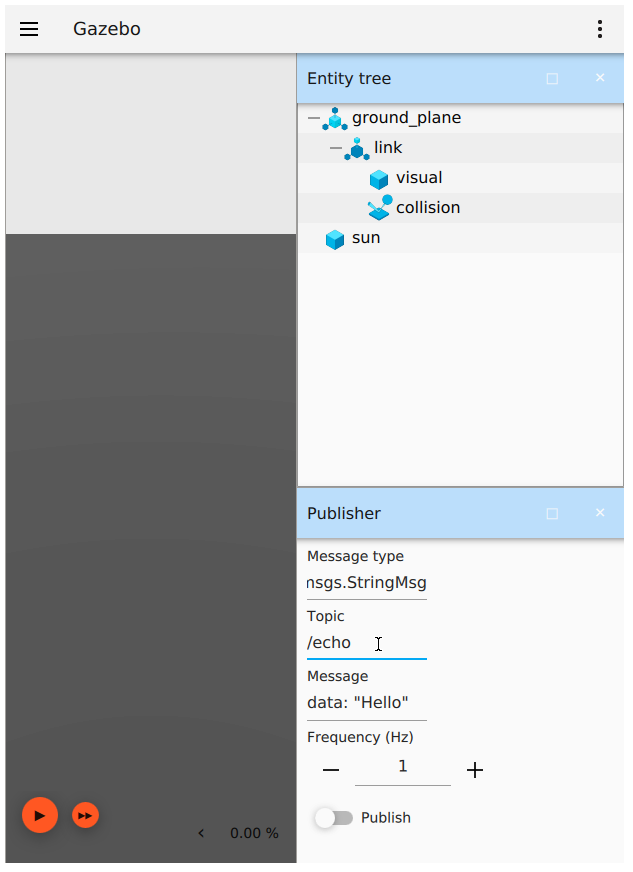 Gazebo
Entity tree
ground_plane
link
visual
collision
sun
Publisher
Message type
msgs.StringMsg
Topic
/echo
Message
data: "Hello"
Frequency (Hz)
1
Publish
0.00 %